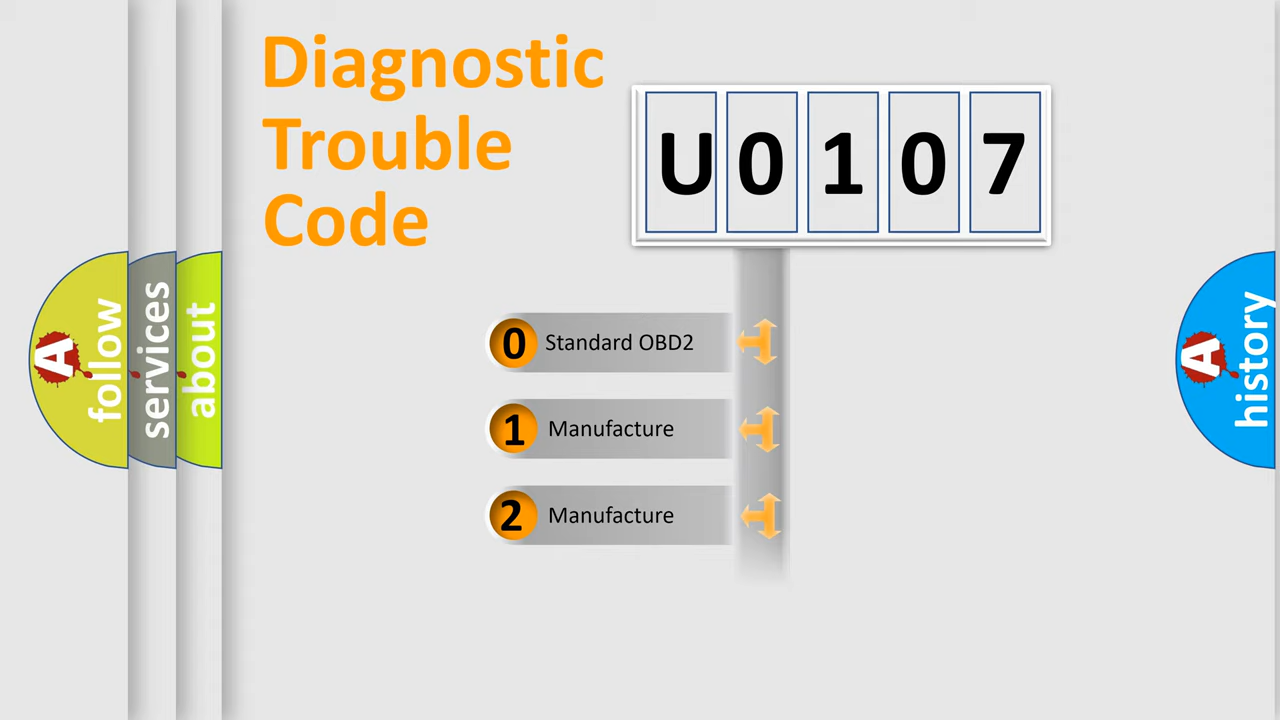 Diagnostic
Trouble
Code
U0107
0 Standard OBD2
1 Manufacture
2 Manufacture
A follow
services
about
A history